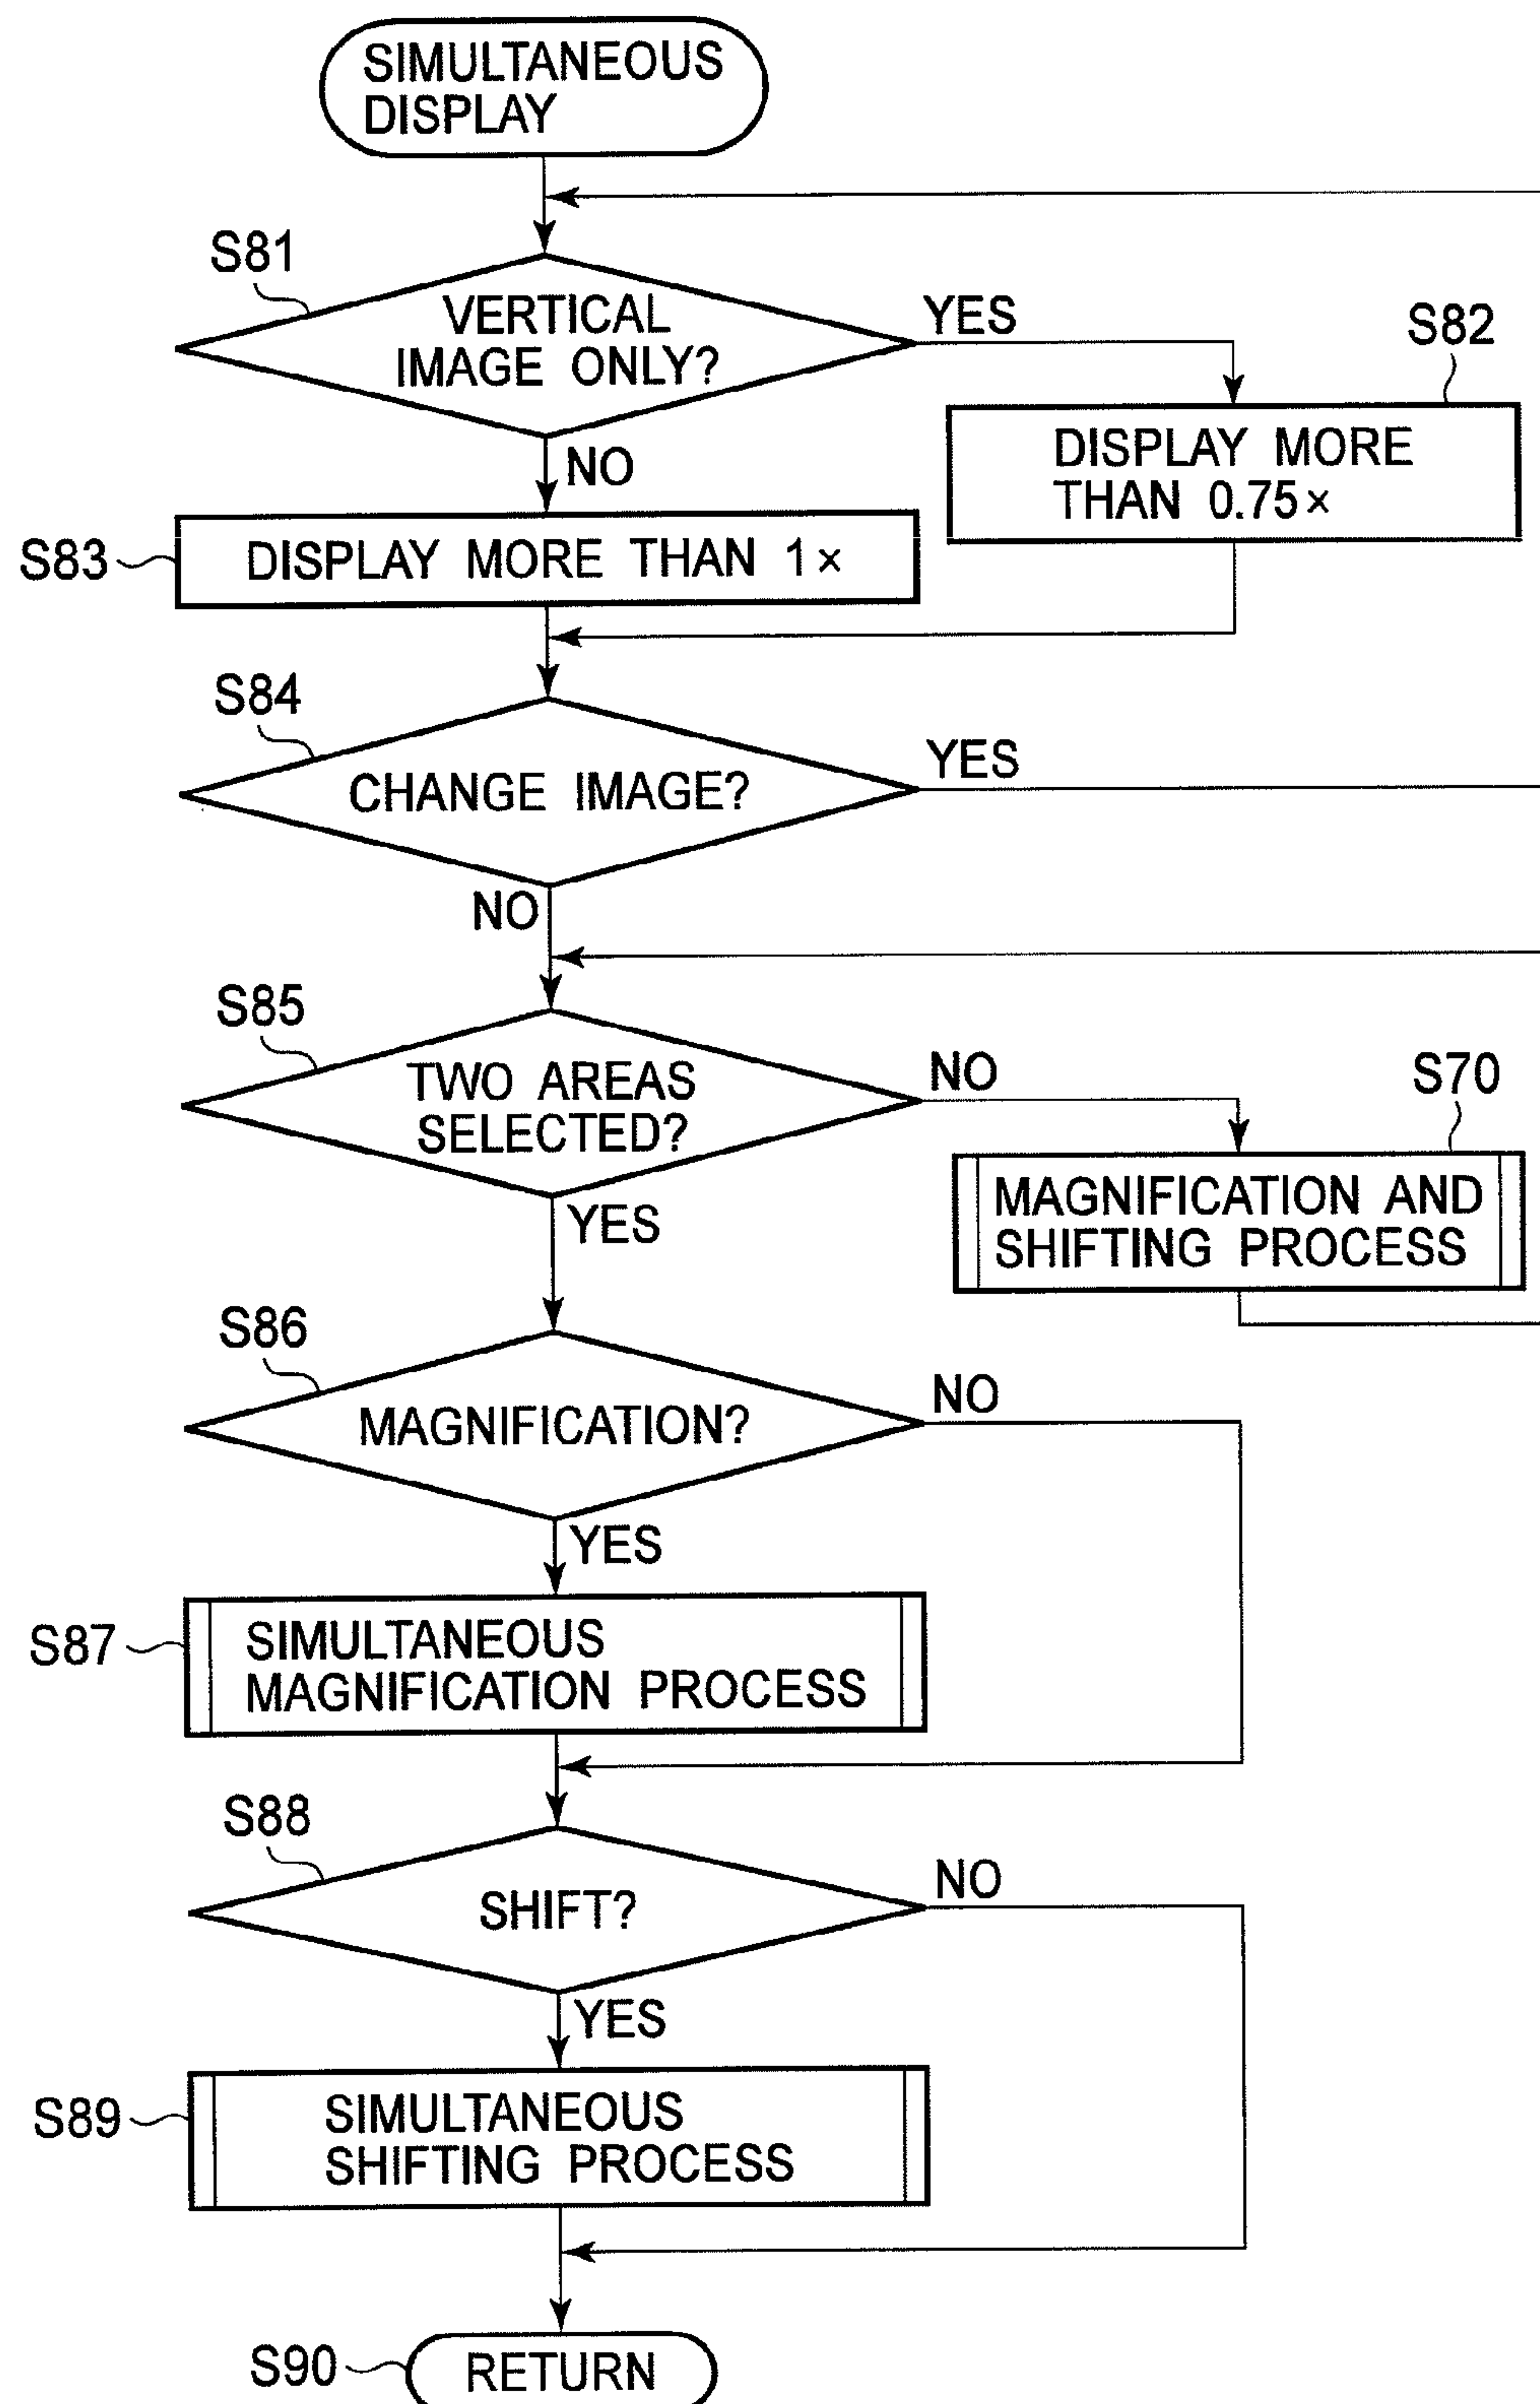 SIMULTANEOUS
DISPLAY
S81
VERTICAL
IMAGE ONLY?
YES
S82
DISPLAY MORE
THAN 0.75×
NO
S83
DISPLAY MORE THAN 1×
S84
CHANGE IMAGE?
YES
NO
S85
TWO AREAS
SELECTED?
NO
S70
MAGNIFICATION AND
SHIFTING PROCESS
YES
S86
MAGNIFICATION?
NO
YES
S87
SIMULTANEOUS
MAGNIFICATION PROCESS
S88
SHIFT?
NO
YES
S89
SIMULTANEOUS
SHIFTING PROCESS
S90
RETURN